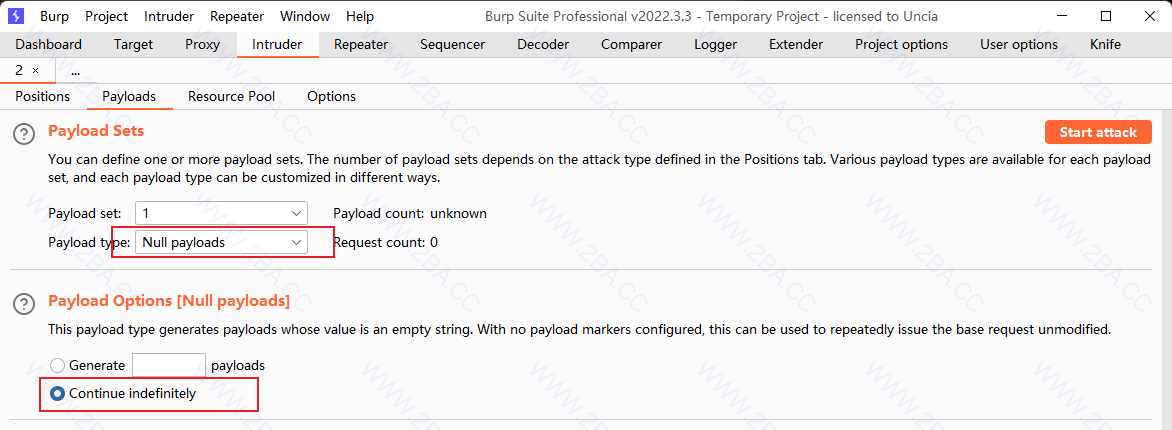 Burp Project Intruder Repeater Window Help Burp Suite Professional v2022.3.3 - Temporary Project - licensed to Uncia
Dashboard Target Proxy Intruder Repeater Sequencer Decoder Comparer Logger Extender Project options User options Knife
2 × ...
Positions Payloads Resource Pool Options
? Payload Sets Start attack
You can define one or more payload sets. The number of payload sets depends on the attack type defined in the Positions tab. Various payload types are available for each payload
set, and each payload type can be customized in different ways.
Payload set: 1 Payload count: unknown
Payload type: Null payloads Request count: 0
? Payload Options [Null payloads]
This payload type generates payloads whose value is an empty string. With no payload markers configured, this can be used to repeatedly issue the base request unmodified.
Generate payloads
Continue indefinitely
WWW.2BA.CC